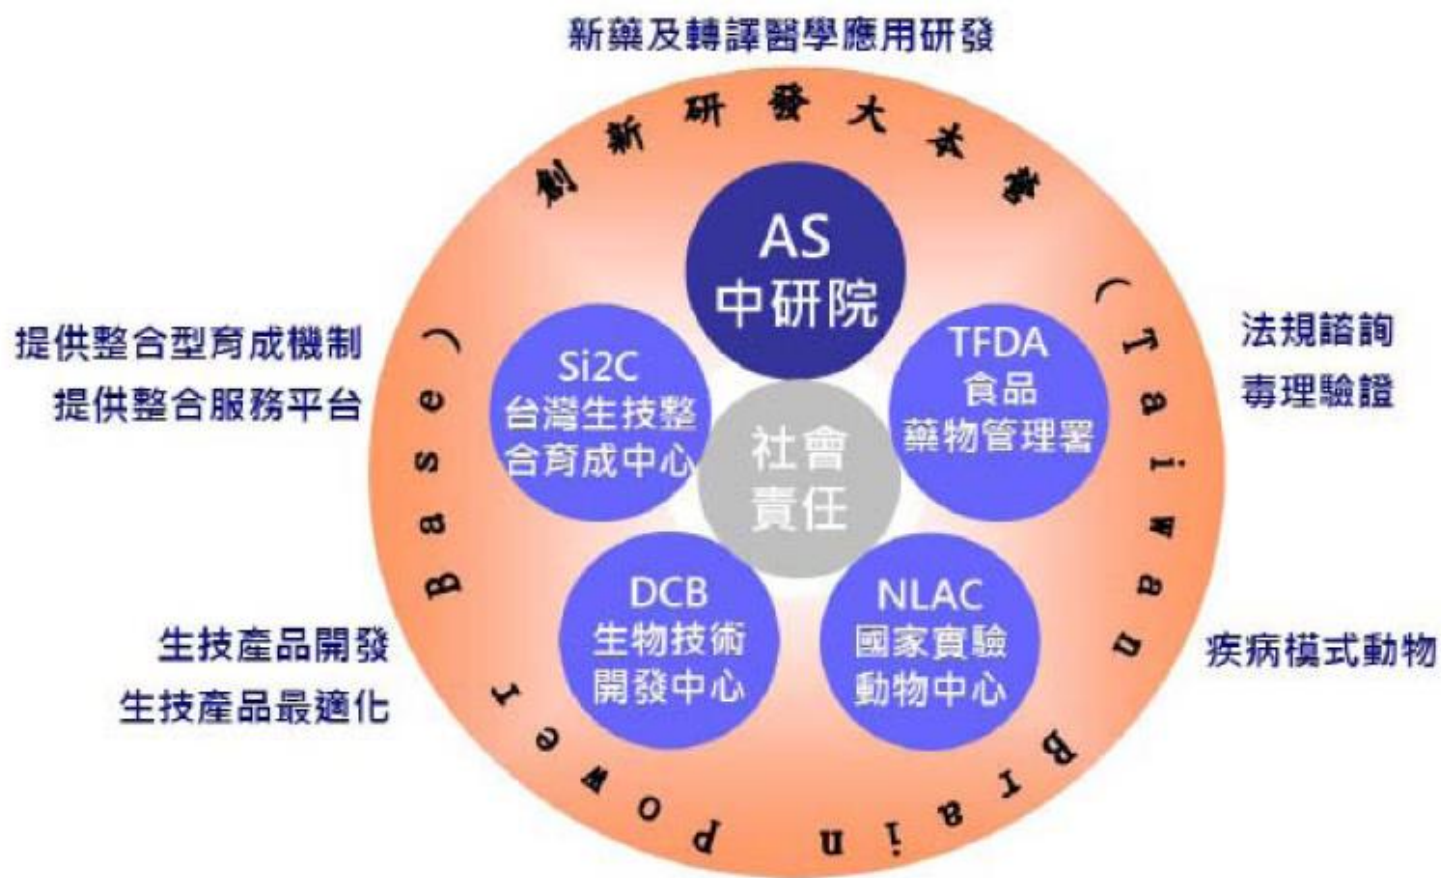 新藥及轉譯醫學應用研發
創新研發大本營(Taiwan Brain Power Base)
AS
中研院
提供整合型育成機制
提供整合服務平台
Si2C
台灣生技整
合育成中心
TFDA
食品
藥物管理署
法規諮詢
毒理驗證
社會
責任
生技產品開發
生技產品最適化
DCB
生物技術
開發中心
NLAC
國家實驗
動物中心
疾病模式動物